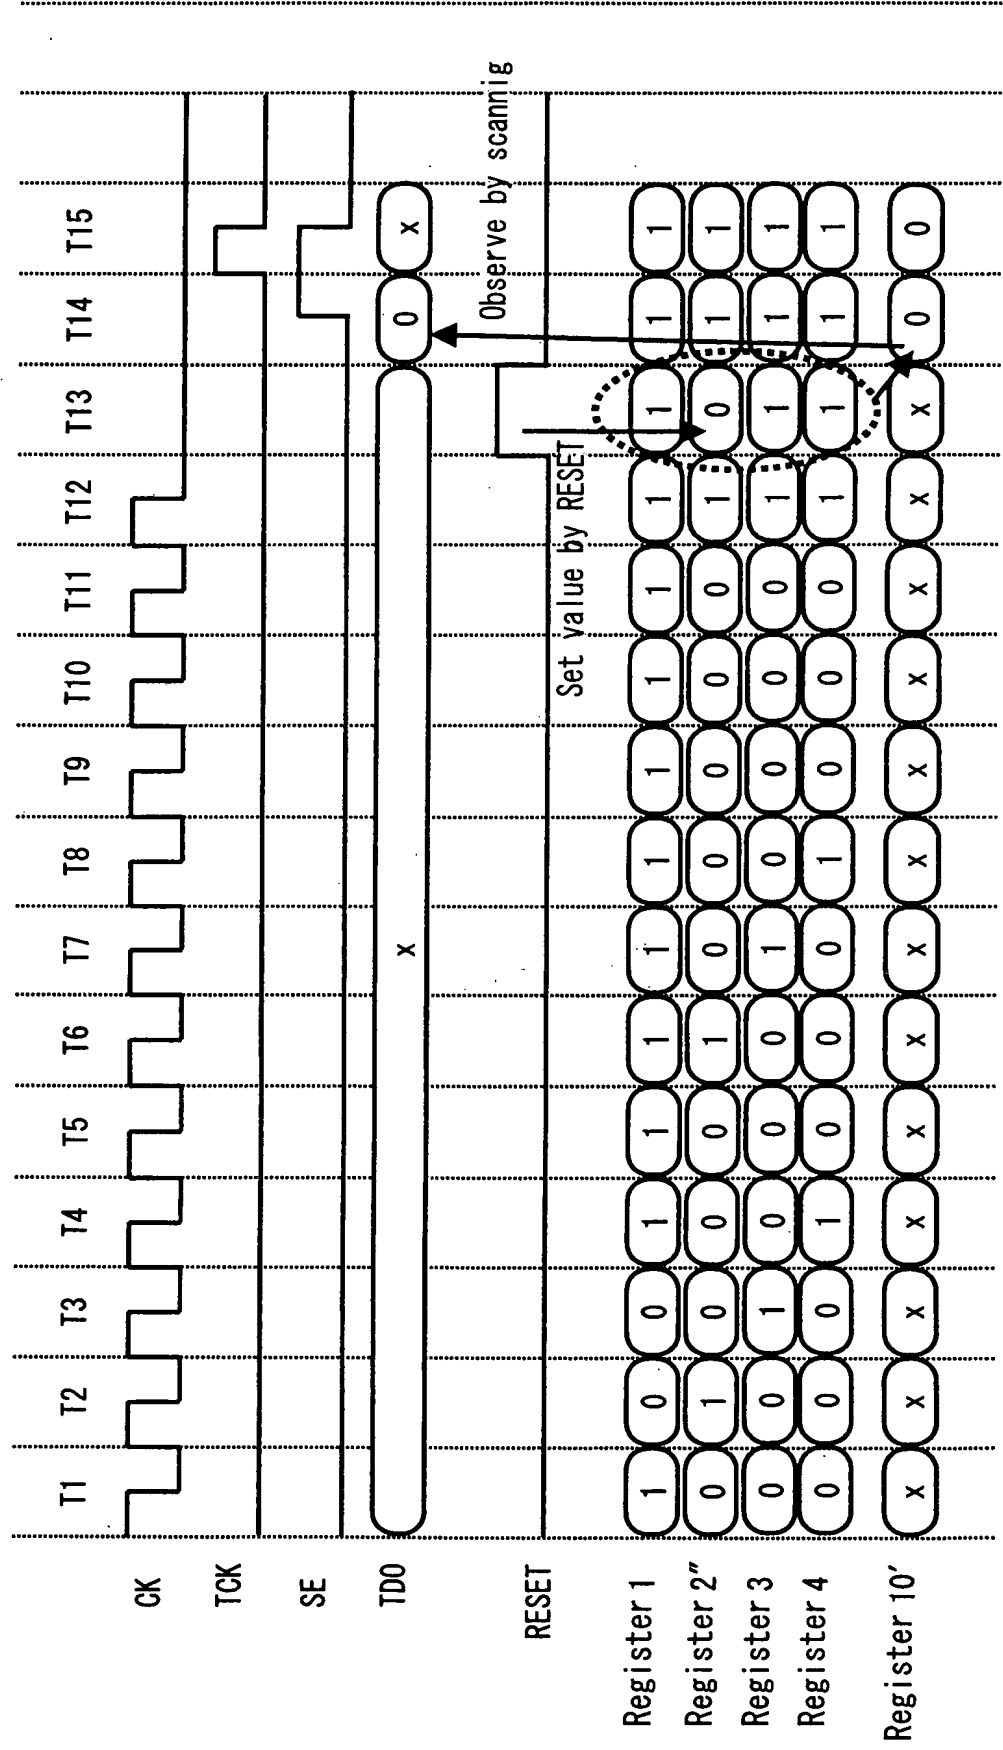 T1 T2 T3 T4 T5 T6 T7 T8 T9 T10 T11 T12 T13 T14 T15
CK
TCK
SE
TDO x 0 x
Observe by scannig
RESET
Set value by RESET
Register 1 1 0 0 1 1 1 1 1 1 1 1 1 1 1 1
Register 2″ 0 1 0 0 0 1 0 0 0 0 0 1 0 1 1
Register 3 0 0 1 0 0 0 1 0 0 0 0 1 1 1 1
Register 4 0 0 0 1 0 0 0 1 0 0 0 1 1 1 1
Register 10′ x x x x x x x x x x x x x 0 0